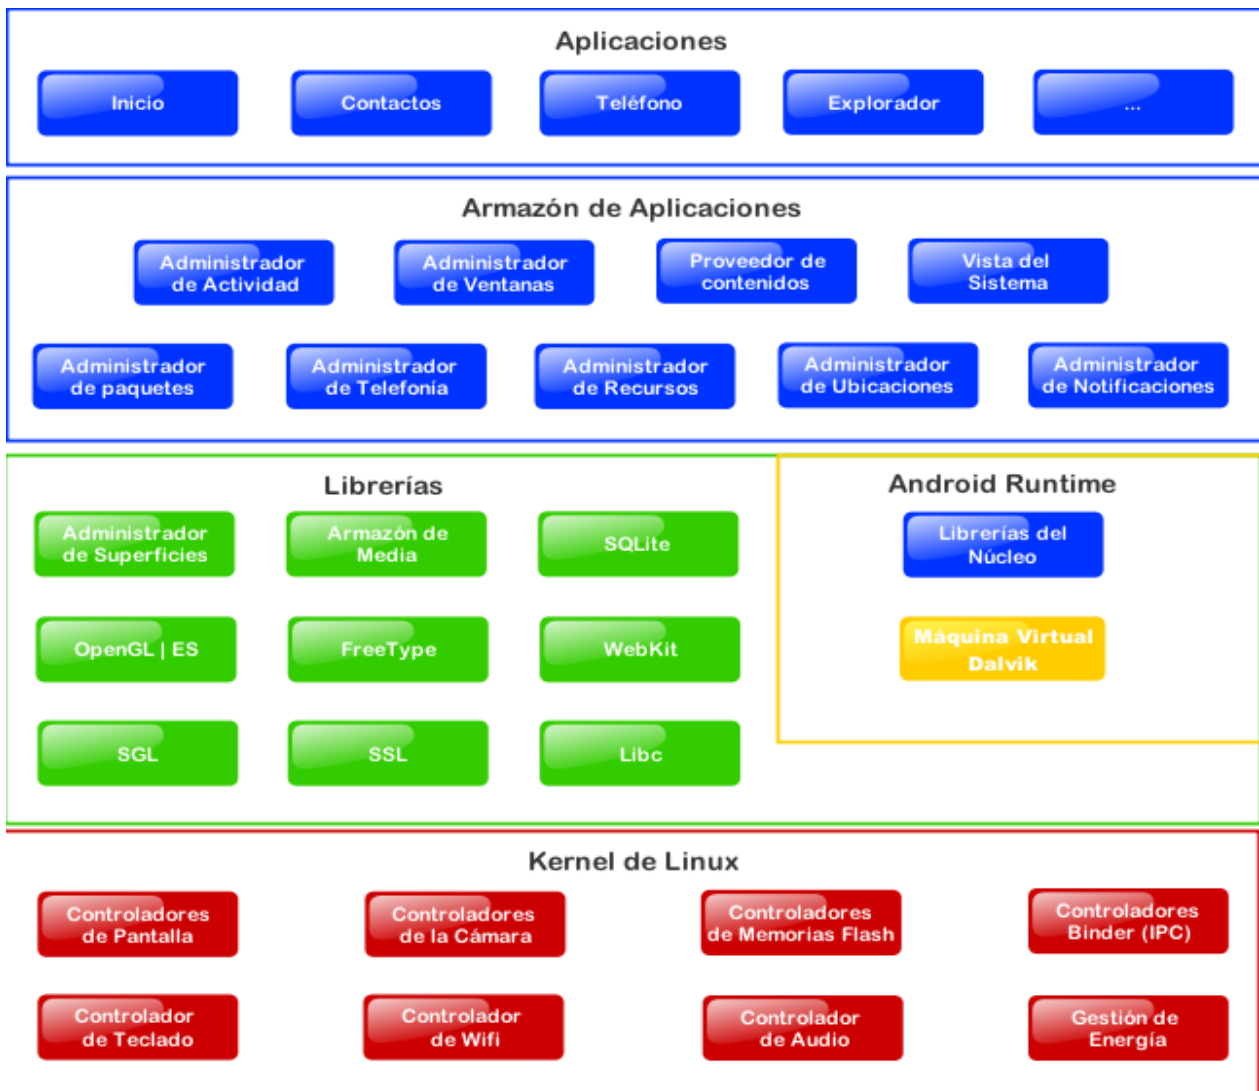 Aplicaciones
Inicio
Contactos
Teléfono
Explorador
...
Armazón de Aplicaciones
Administrador
de Actividad
Administrador
de Ventanas
Proveedor de
contenidos
Vista del
Sistema
Administrador
de paquetes
Administrador
de Telefonía
Administrador
de Recursos
Administrador
de Ubicaciones
Administrador
de Notificaciones
Librerías
Administrador
de Superficies
Armazón de
Media
SQLite
OpenGL | ES
FreeType
WebKit
SGL
SSL
Libc
Android Runtime
Librerías del
Núcleo
Máquina Virtual
Dalvik
Kernel de Linux
Controladores
de Pantalla
Controladores
de la Cámara
Controladores
de Memorias Flash
Controladores
Binder (IPC)
Controlador
de Teclado
Controlador
de Wifi
Controlador
de Audio
Gestión de
Energía